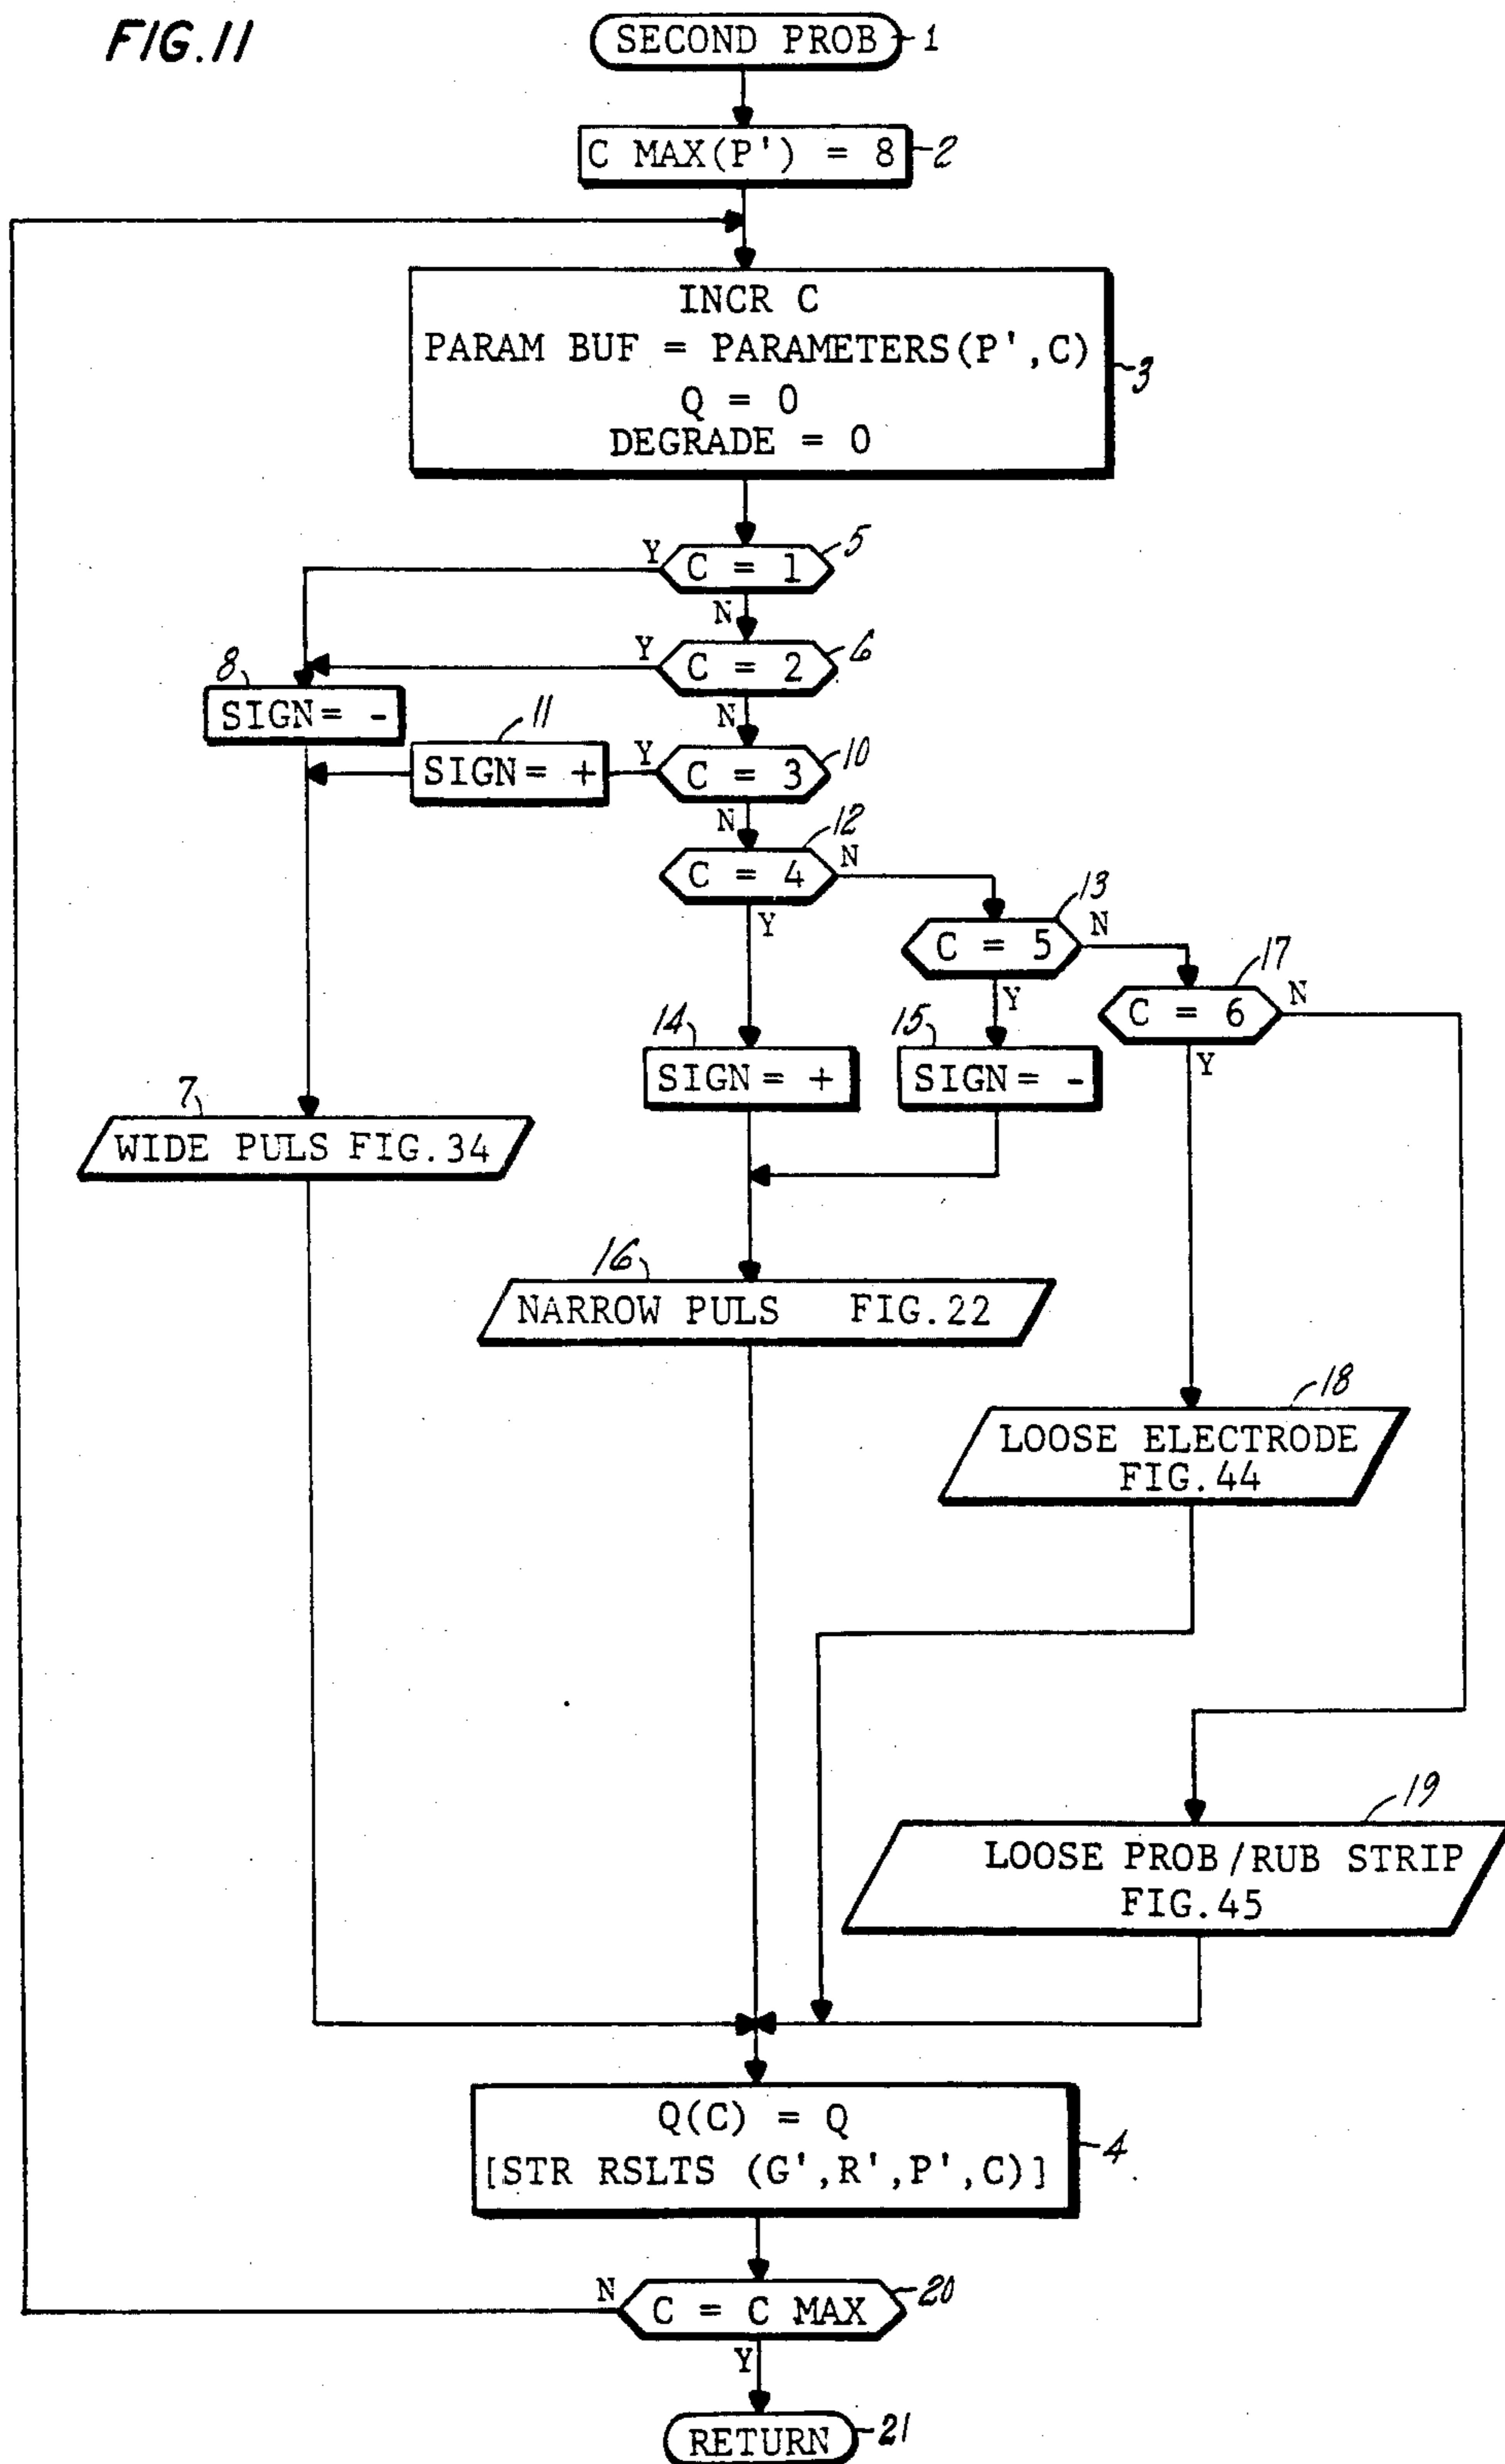 FIG.11
SECOND PROB 1
C MAX(P') = 8 2
INCR C
PARAM BUF = PARAMETERS(P',C)
3
Q = 0
DEGRADE = 0
5
Y
C = 1
N
Y
6
C = 2
8
SIGN= -
N
11
SIGN= +
Y
10
C = 3
N
12
C = 4
N
Y
13
C = 5
N
Y
17
C = 6
N
Y
14
SIGN= +
15
SIGN= -
7
WIDE PULS FIG.34
16
NARROW PULS FIG.22
18
LOOSE ELECTRODE
FIG.44
19
LOOSE PROB/RUB STRIP
FIG.45
Q(C) = Q
4
[STR RSLTS (G',R',P',C)]
N
C = C MAX
20
Y
RETURN 21